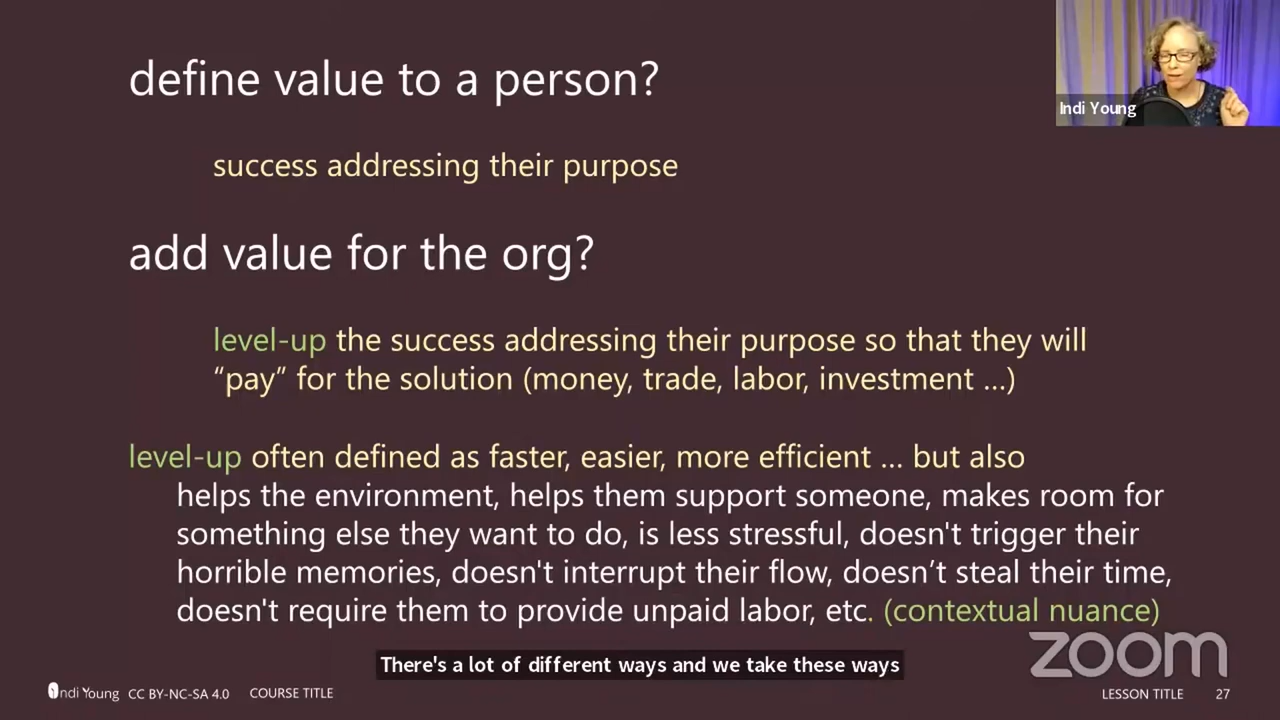 define value to a person?
Indi Young
success addressing their purpose
add value for the org?
level-up the success addressing their purpose so that they will
“pay” for the solution (money, trade, labor, investment ...)
level-up often defined as faster, easier, more efficient ... but also
helps the environment, helps them support someone, makes room for
something else they want to do, is less stressful, doesn't trigger their
horrible memories, doesn't interrupt their flow, doesn’t steal their time,
doesn't require them to provide unpaid labor, etc. (contextual nuance)
zoom
There's a lot of different ways and we take these ways
Indi Young CC BY-NC-SA 4.0 COURSE TITLE LESSON TITLE 27